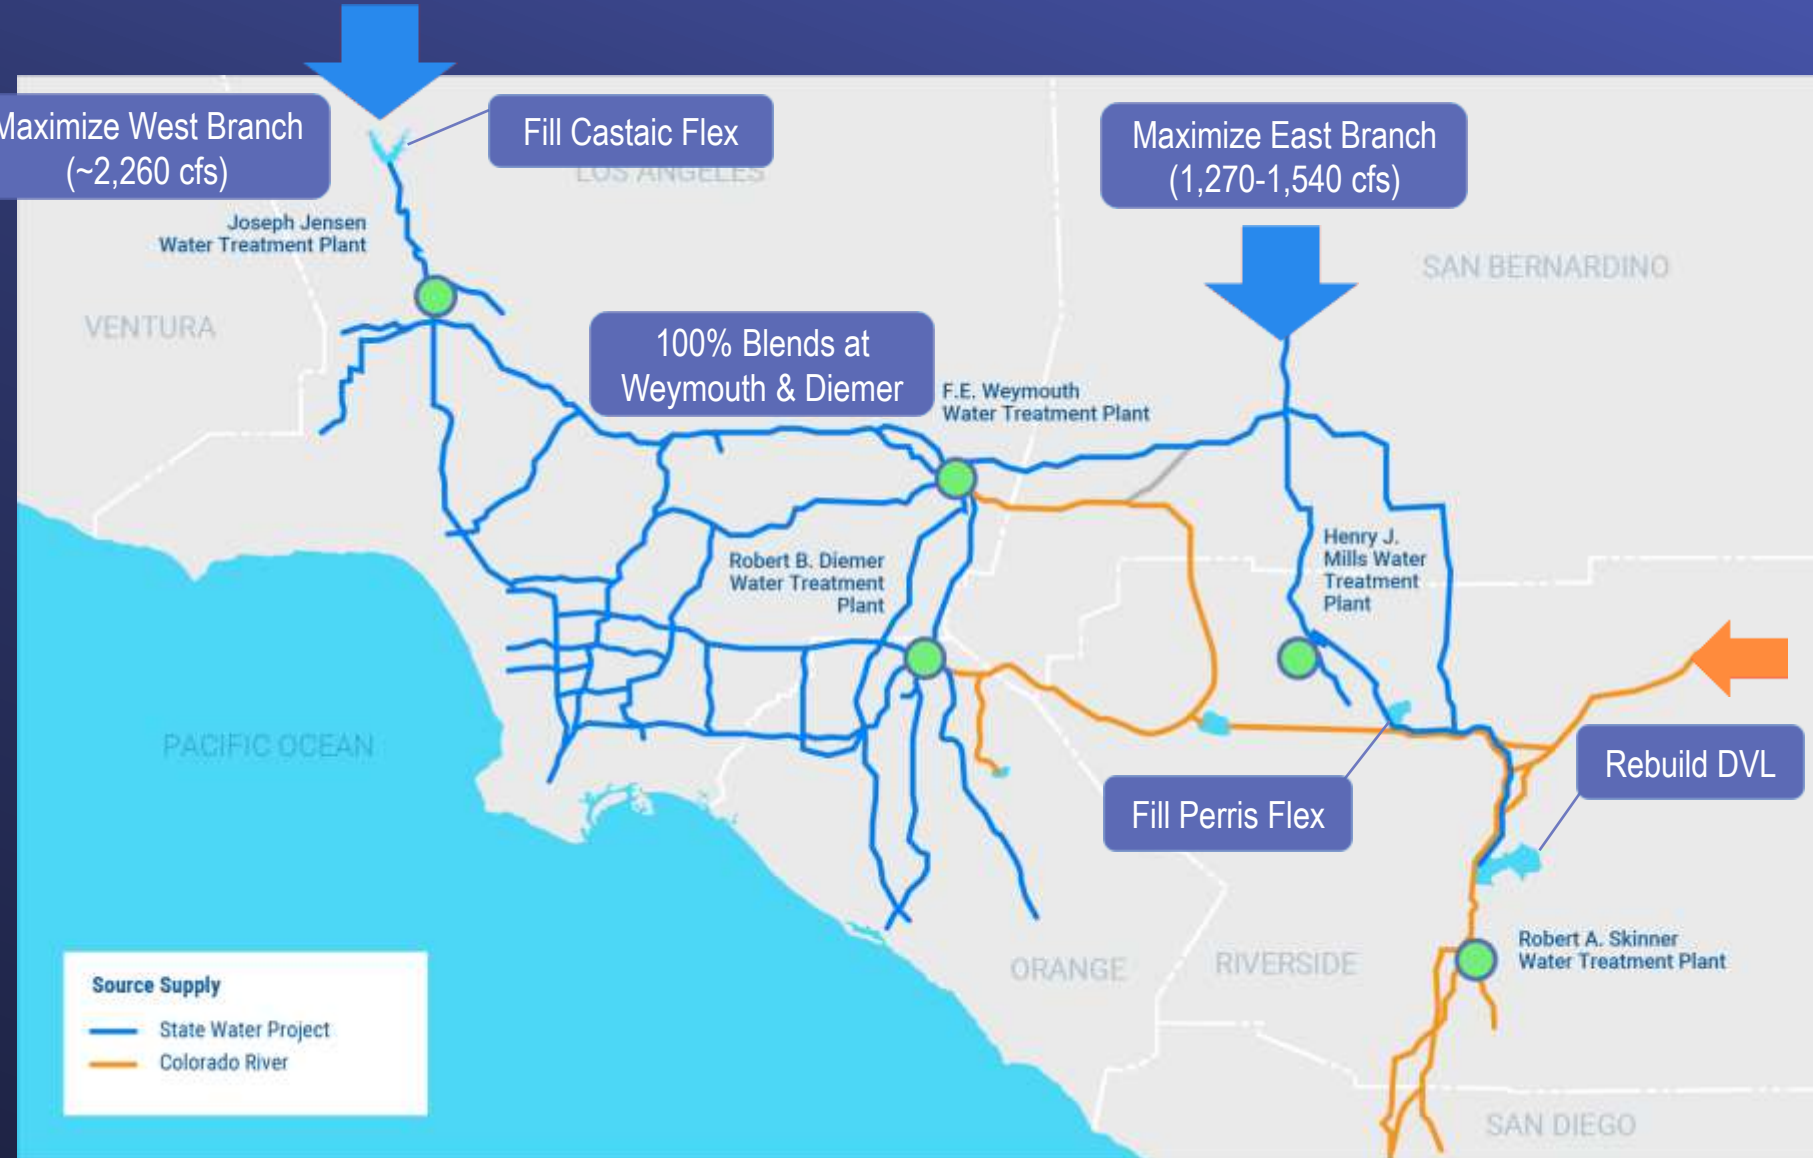 Maximize West Branch
(~2,260 cfs)
Fill Castaic Flex
LOS ANGELES
Maximize East Branch
(1,270-1,540 cfs)
Joseph Jensen
Water Treatment Plant
SAN BERNARDINO
VENTURA
100% Blends at
Weymouth & Diemer
F.E. Weymouth
Water Treatment Plant
Robert B. Diemer
Water Treatment
Plant
Henry J.
Mills Water
Treatment
Plant
PACIFIC OCEAN
Rebuild DVL
Fill Perris Flex
Robert A. Skinner
Water Treatment Plant
ORANGE
RIVERSIDE
Source Supply
State Water Project
Colorado River
SAN DIEGO